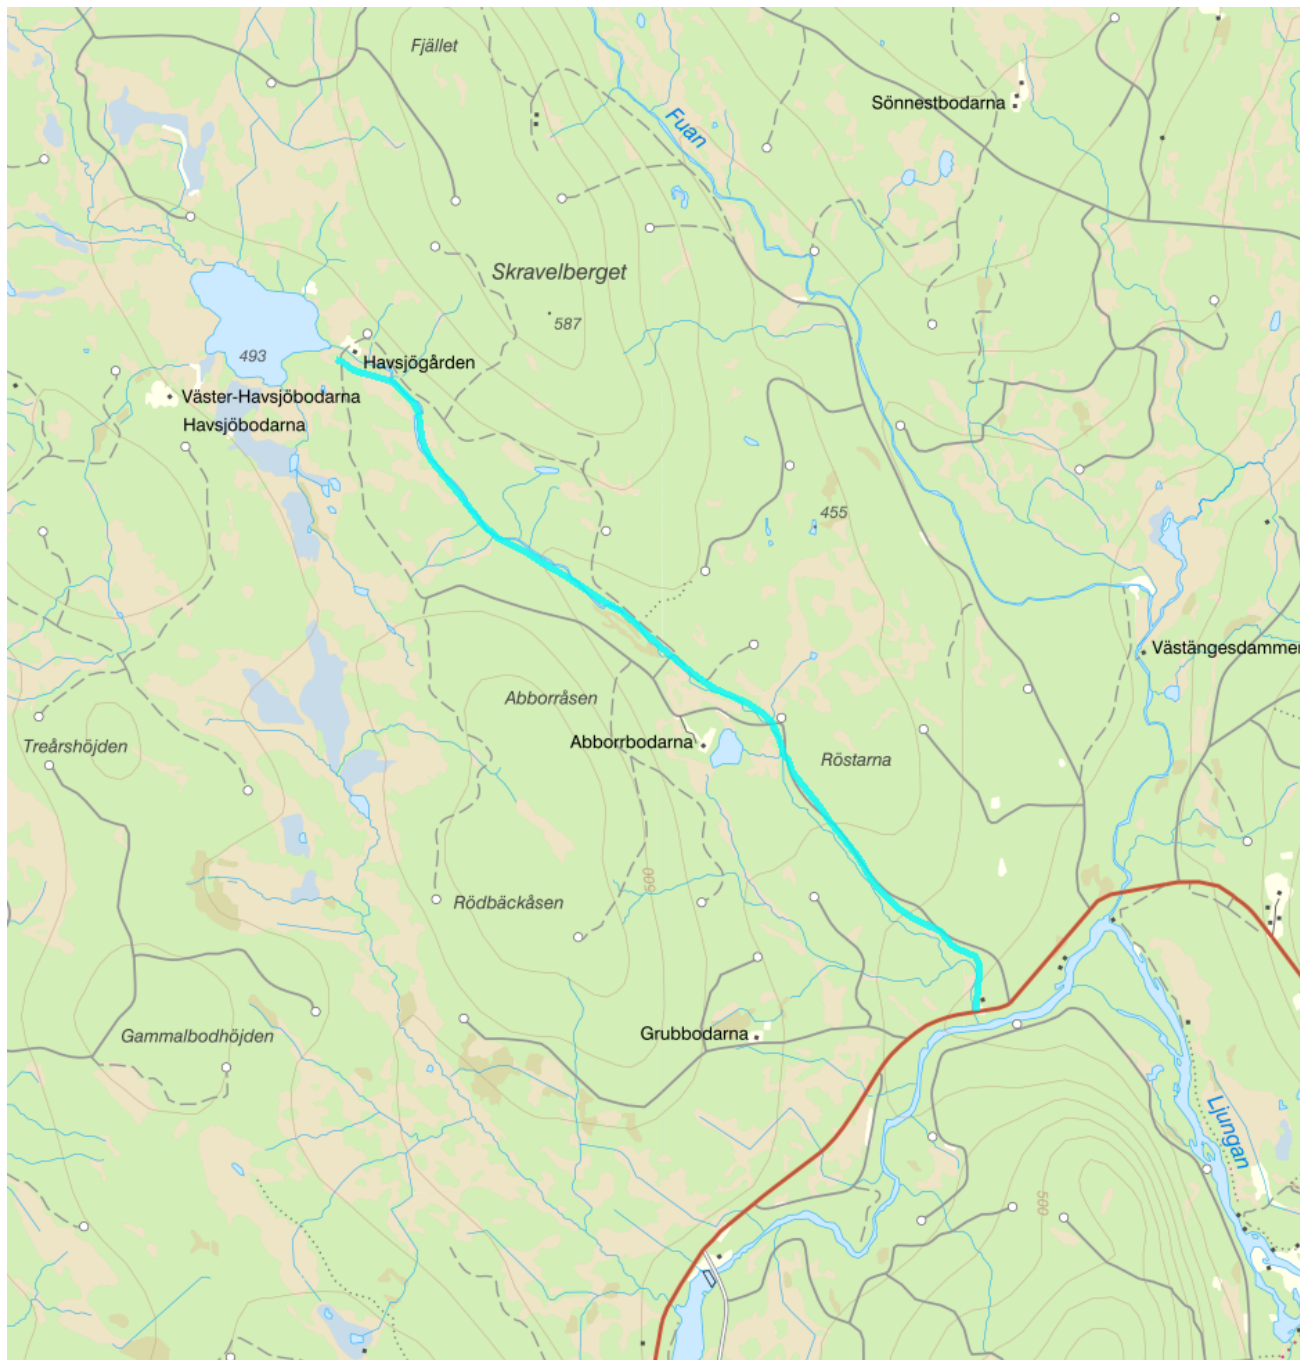 Fjället
Sönnestbodarna
Fuan
Skravelberget
587
493
Havsjögården
Väster-Havsjöbodarna
Havsjöbodarna
455
Västängesdammen
Abborråsen
Treårshöjden
Abborrbodarna
Röstarna
500
Rödbäckåsen
Gammalbodhöjden
Grubbodarna
Ljungan
500